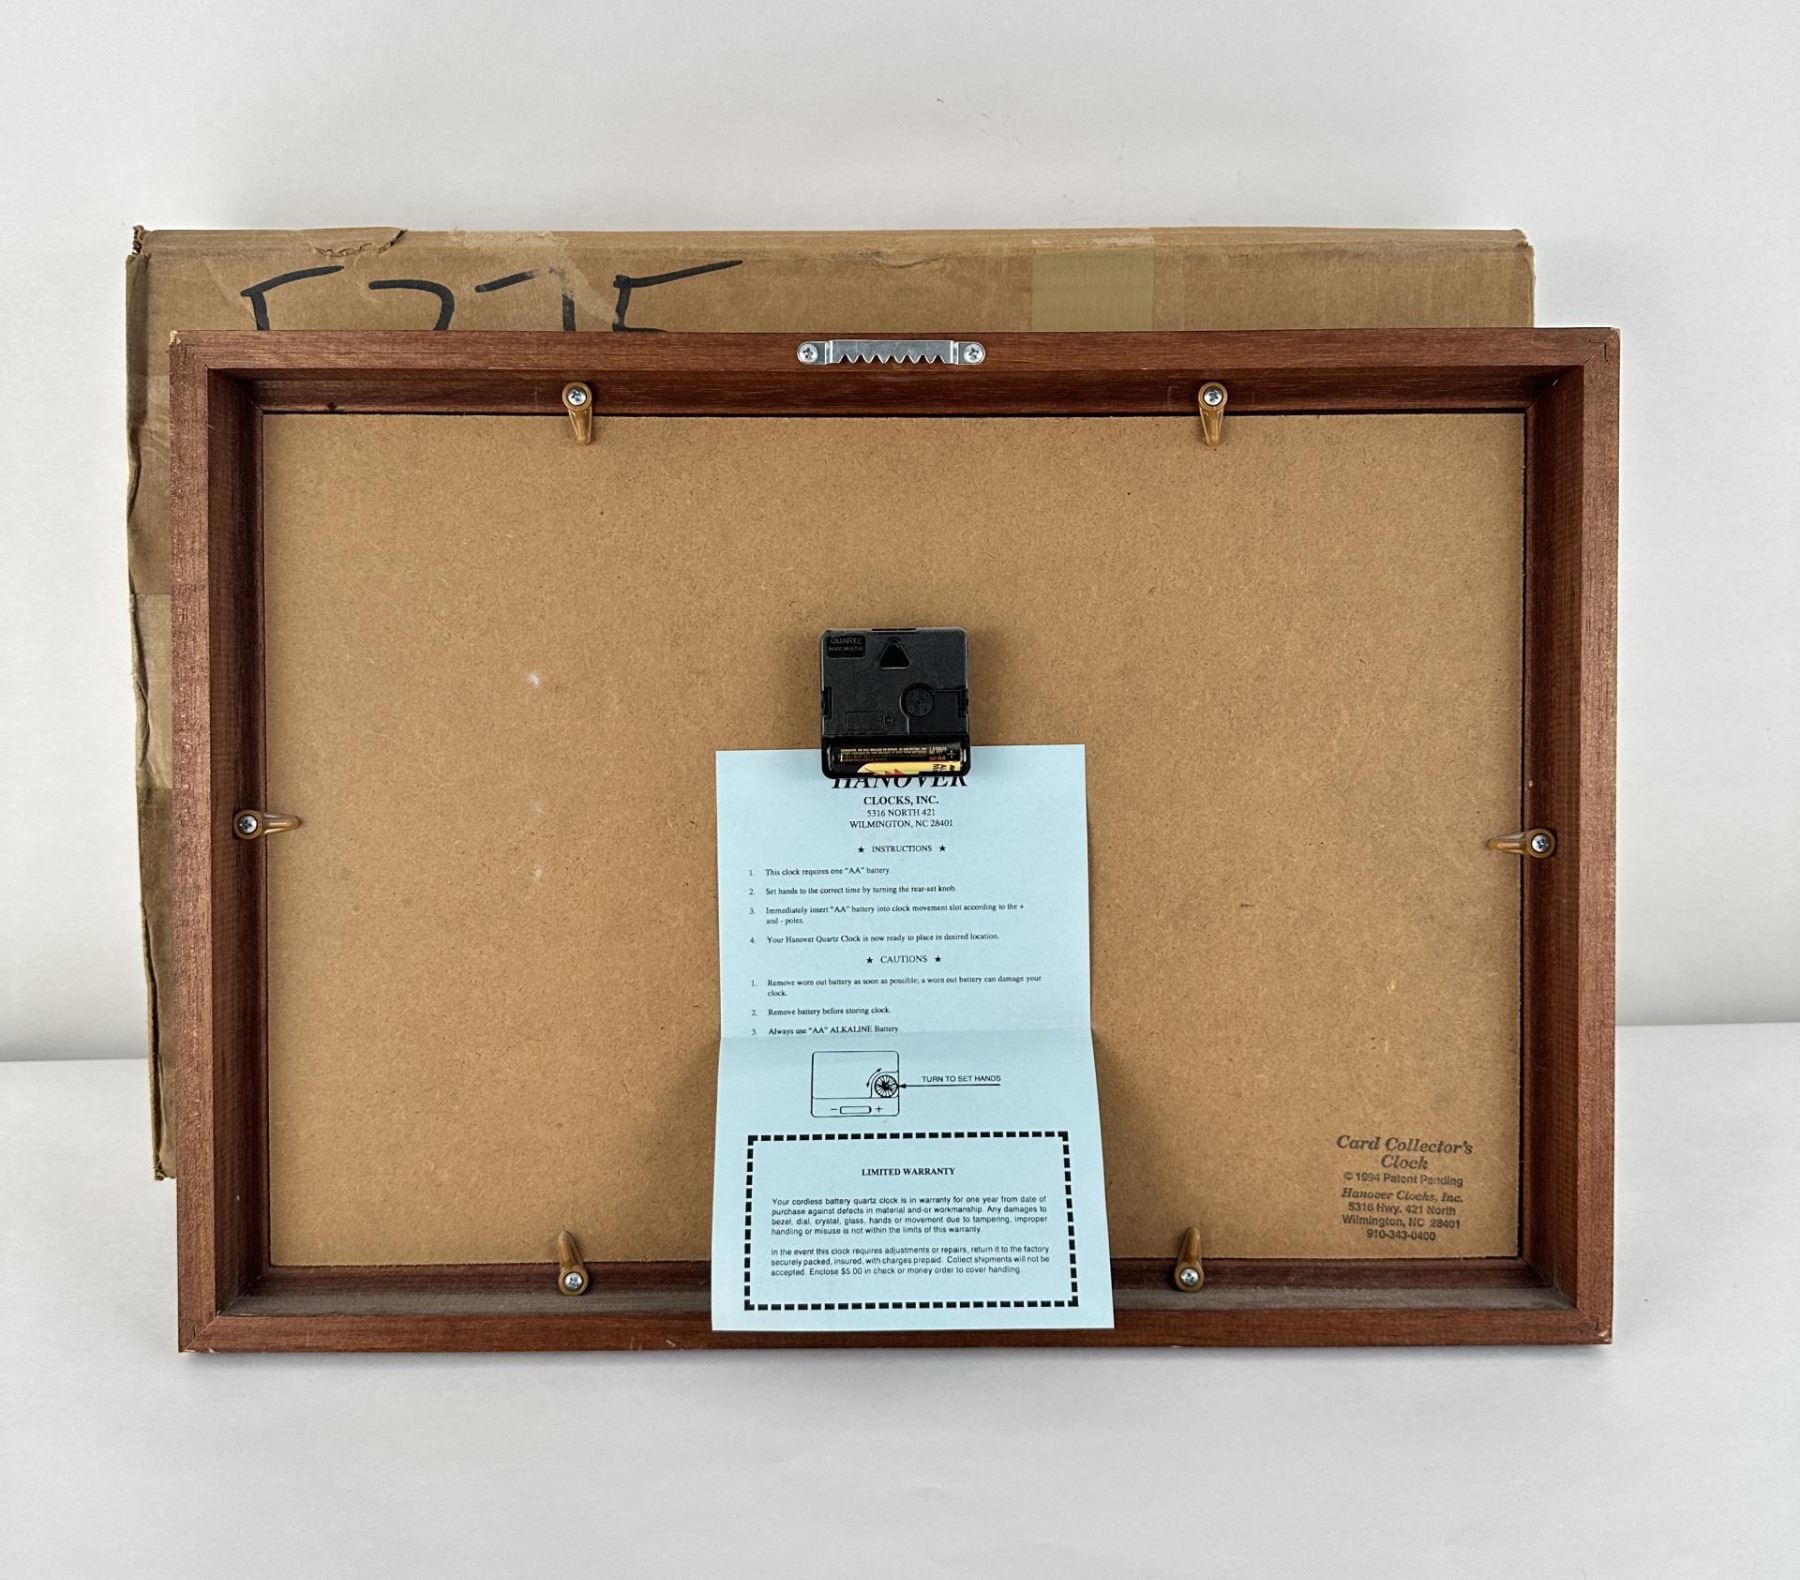 QUARTZ
MADE IN U.S.A.
HANOVER
CLOCKS, INC.
5316 NORTH 421
WILMINGTON, NC 28401
★ INSTRUCTIONS ★
1. This clock requires one "AA" battery.
2. Set hands to the correct time by turning the rear-set knob.
3. Immediately insert "AA" battery into clock movement slot according to the +
and - poles.
4. Your Hanover Quartz Clock is now ready to place in desired location.
★ CAUTIONS ★
1. Remove worn out battery as soon as possible; a worn out battery can damage your
clock.
2. Remove battery before storing clock.
3. Always use "AA" ALKALINE Battery
TURN TO SET HANDS
- +
LIMITED WARRANTY
Your cordless battery quartz clock is in warranty for one year from date of
purchase against defects in material and-or workmanship. Any damages to
bezel, dial, crystal, glass, hands or movement due to tampering, improper
handling or misuse is not within the limits of this warranty.
In the event this clock requires adjustments or repairs, return it to the factory
securely packed, insured, with charges prepaid. Collect shipments will not be
accepted. Enclose $5.00 in check or money order to cover handling.
Card Collector's
Clock
© 1994 Patent Pending
Hanover Clocks, Inc.
5316 Hwy. 421 North
Wilmington, NC 28401
910-343-0400